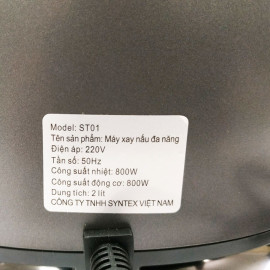 Model: ST01
Tên sản phẩm: Máy xay nấu đa năng
Điện áp: 220V
Tần số: 50Hz
Công suất nhiệt: 800W
Công suất động cơ: 800W
Dung tích: 2 lít
CÔNG TY TNHH SYNTEX VIỆT NAM